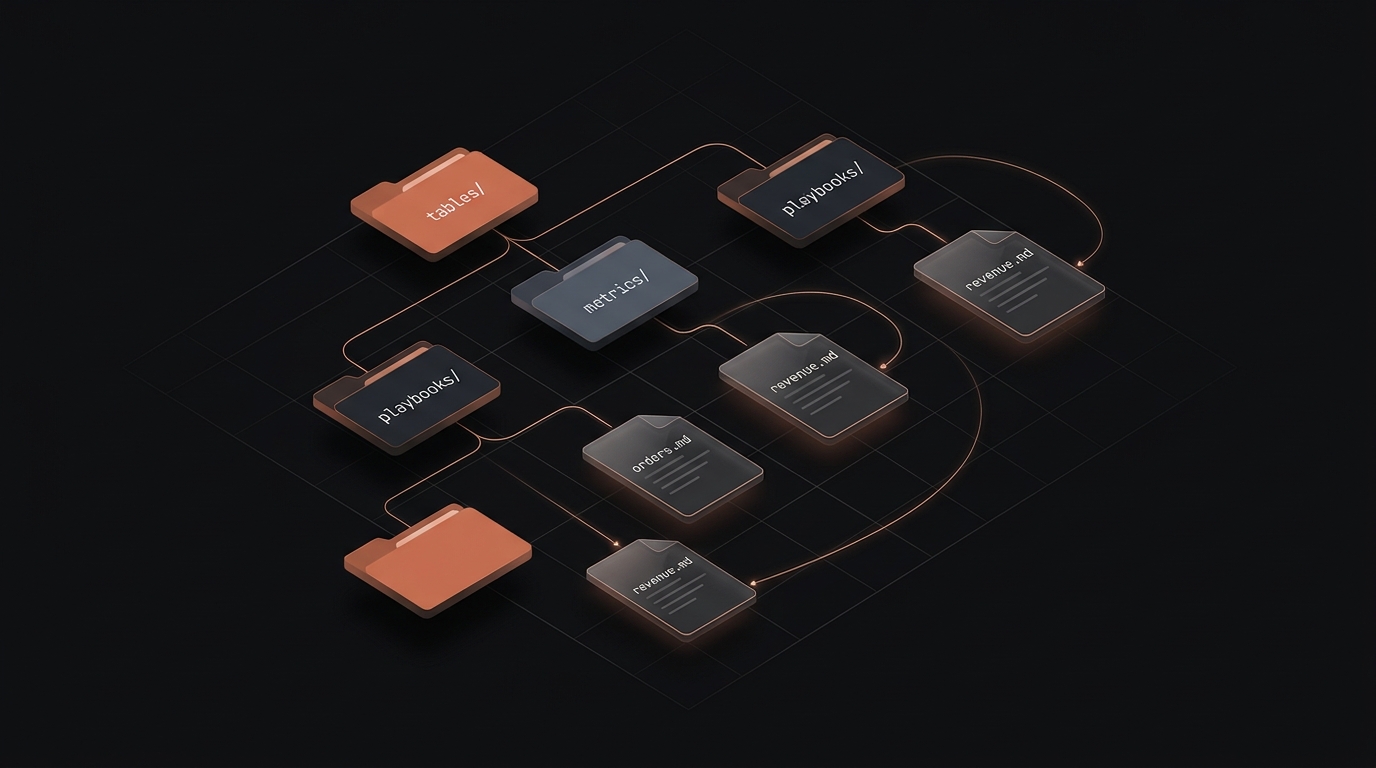 tables/
playbooks/
metrics/
revenue.md
playbooks/
revenue.md
orders.md
revenue.md